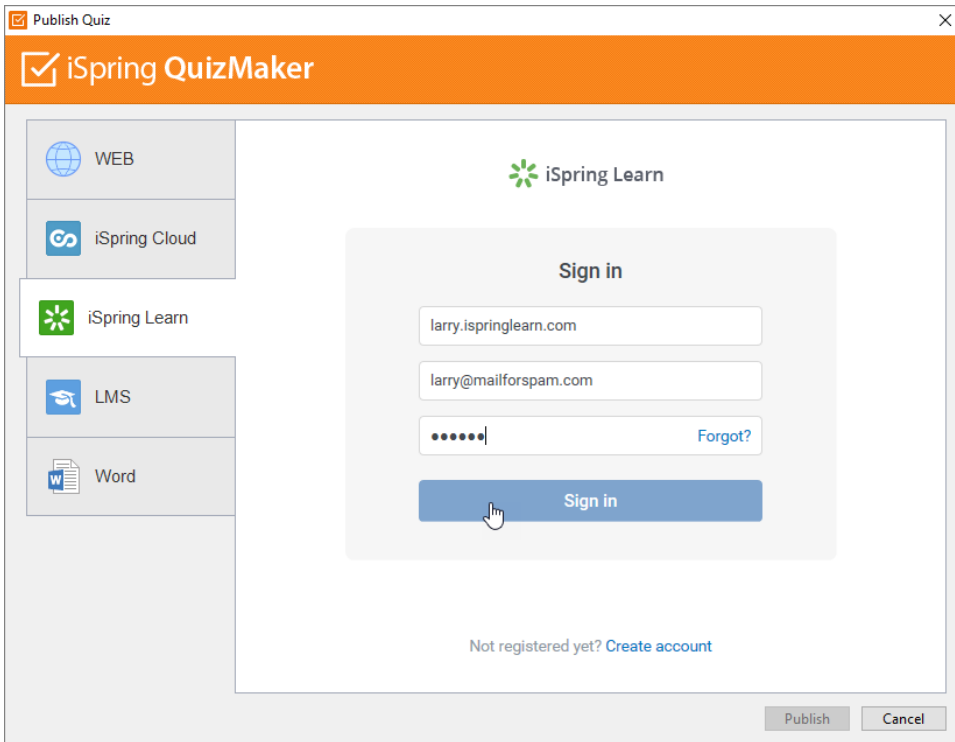 Publish Quiz
iSpring QuizMaker
WEB
iSpring Cloud
iSpring Learn
LMS
Word
iSpring Learn
Sign in
larry.ispringlearn.com
larry@mailforspam.com
●●●●●● Forgot?
Sign in
Not registered yet? Create account
Publish Cancel